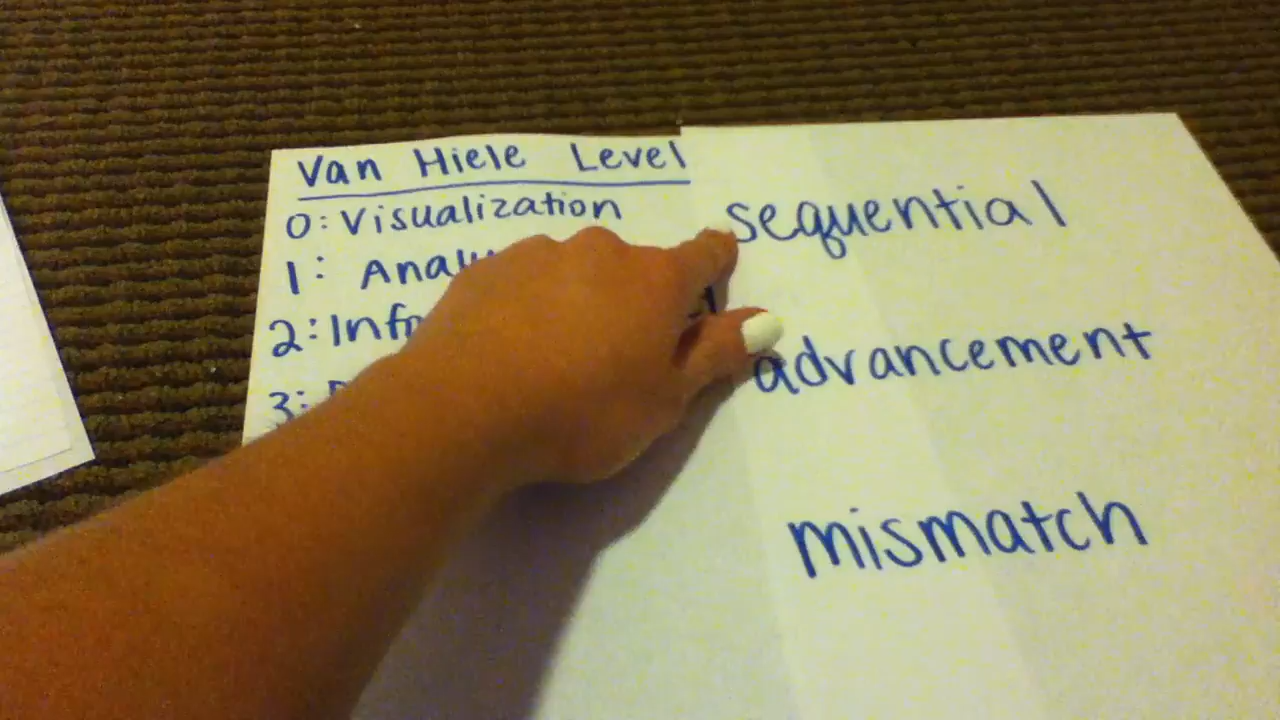 Van Hiele Level
0: Visualization
1:
2:
3:
sequential
advancement
mismatch